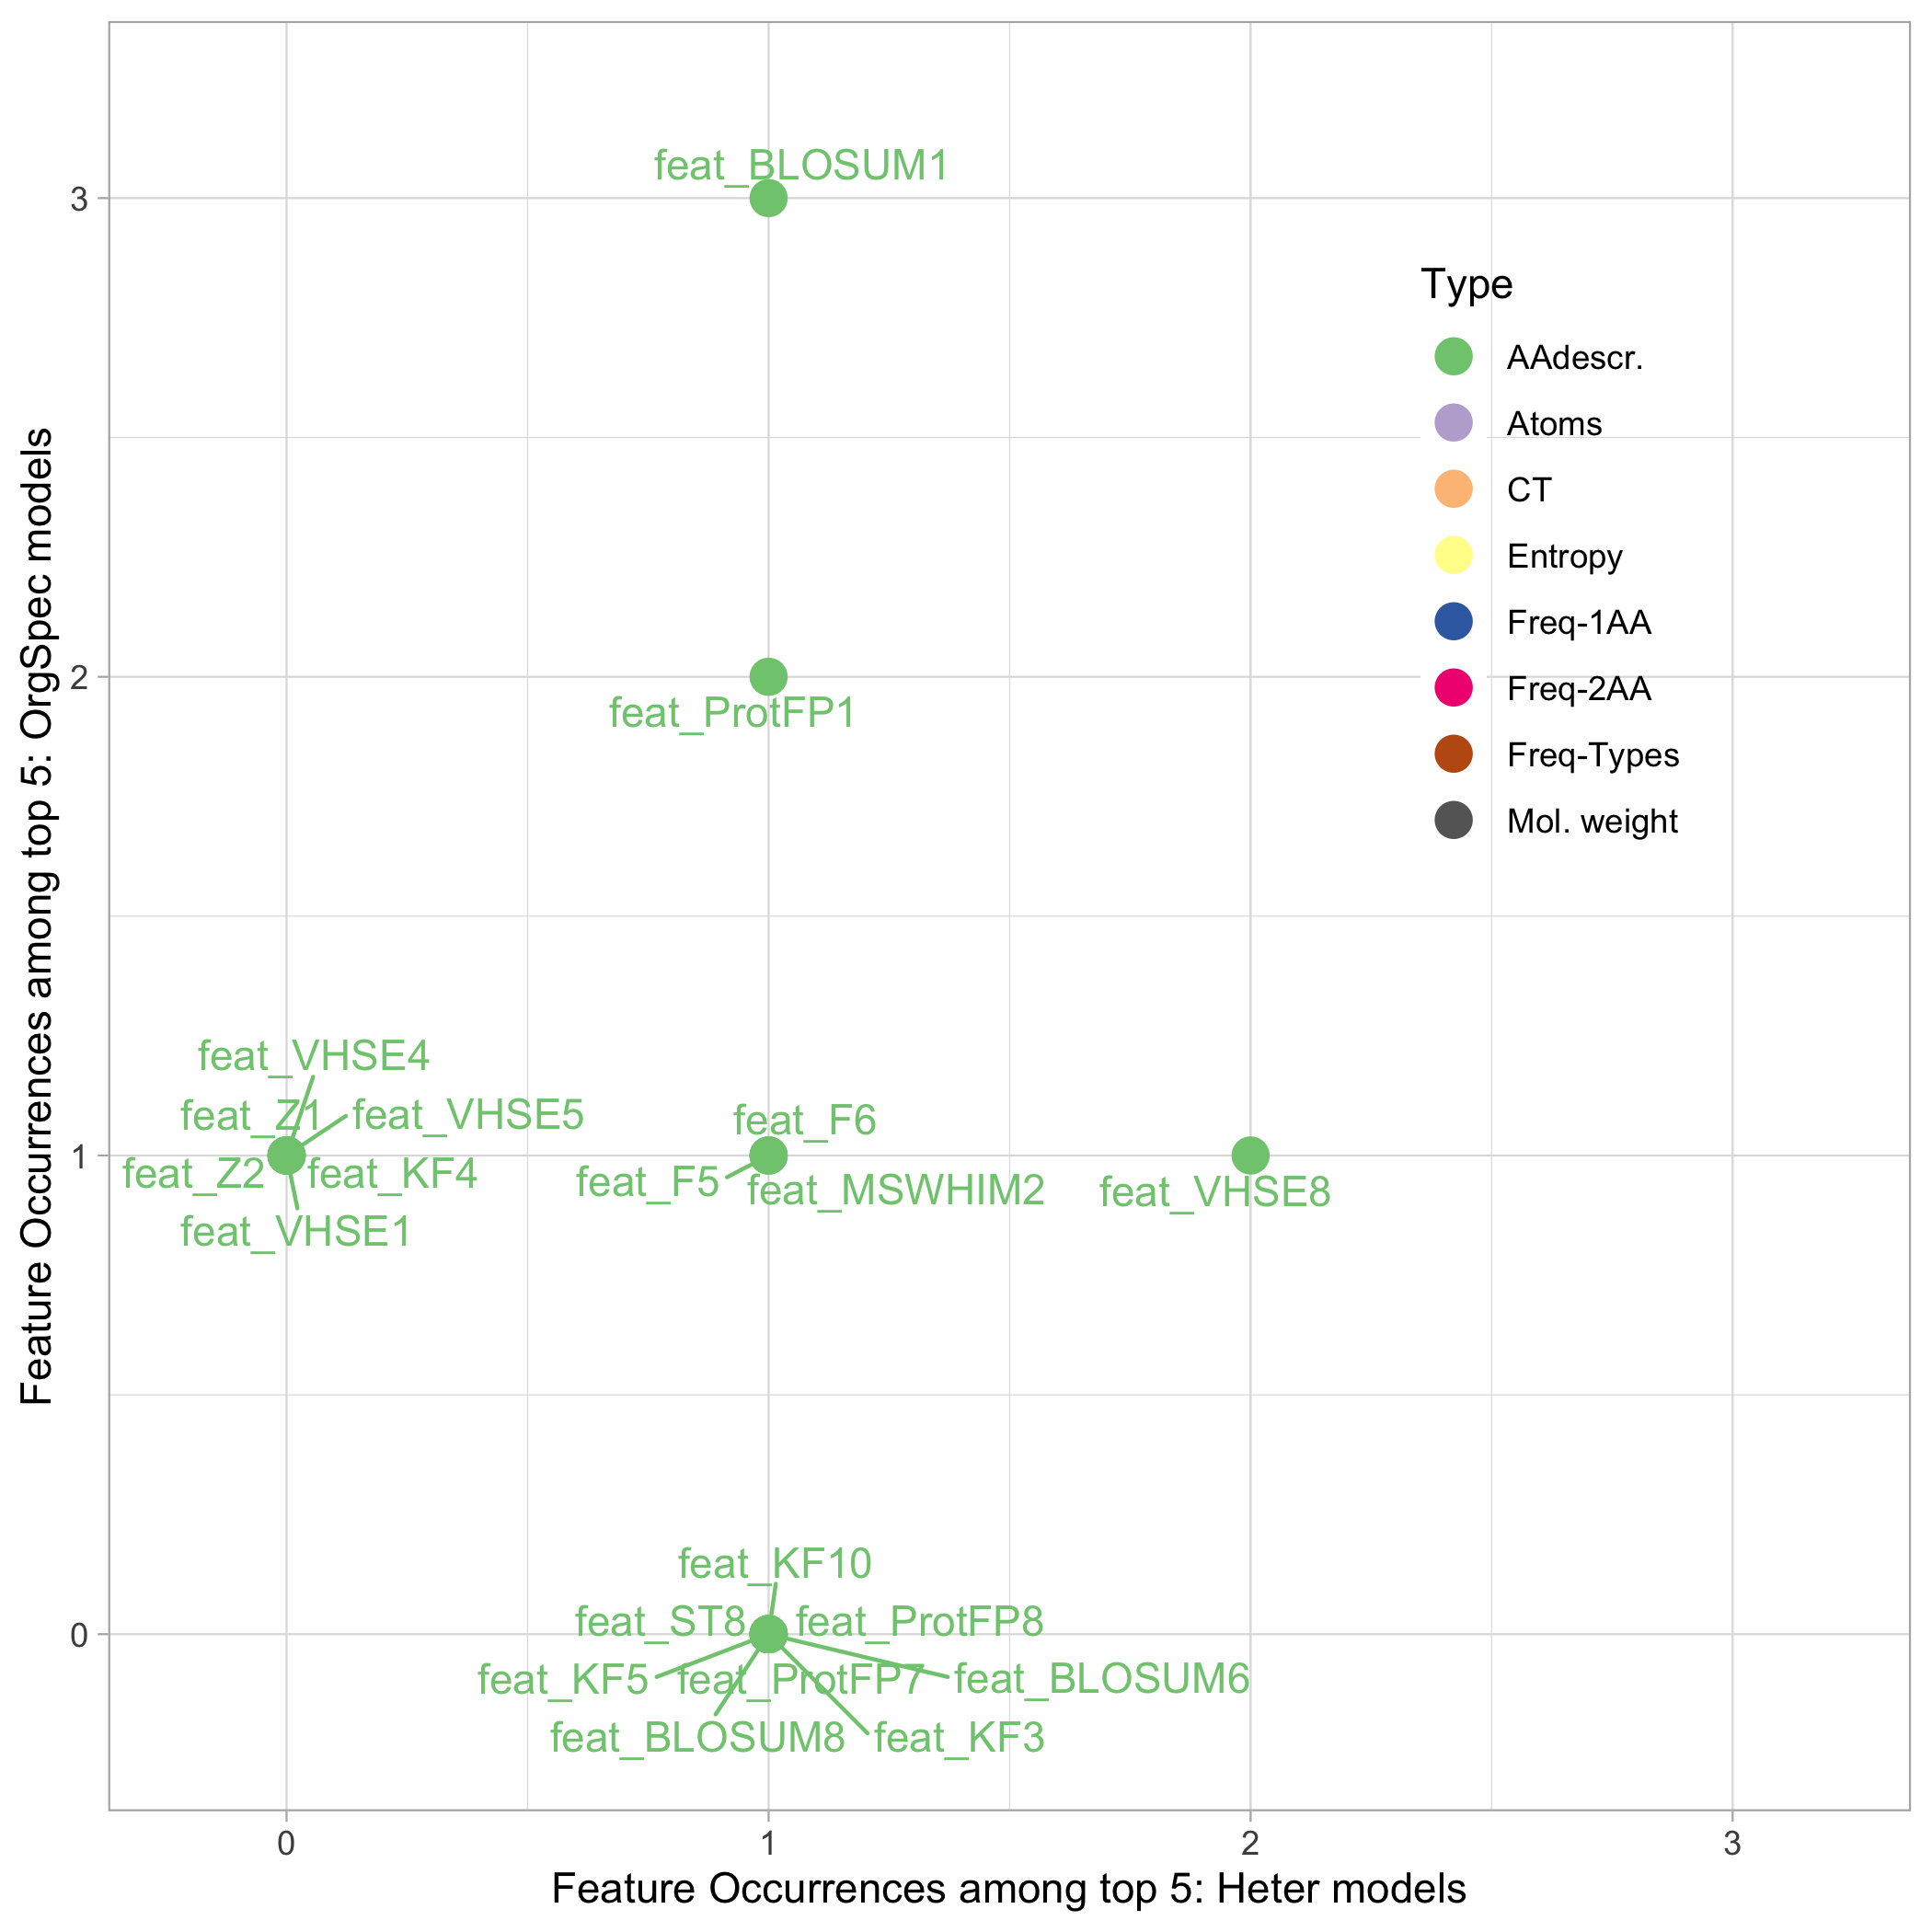 feat_BLOSUM1
3
Type
AAdescr.
Atoms
CT
Entropy
Freq-1AA
Freq-2AA
Freq-Types
Mol. weight
2
feat_ProtFP1
Feature Occurrences among top 5: OrgSpec models
feat_VHSE4
feat_Z1
feat_VHSE5
1
feat_Z2
feat_KF4
feat_VHSE1
feat_F6
feat_F5
feat_MSWHIM2
feat_VHSE8
feat_KF10
0
feat_ST8
feat_ProtFP8
feat_KF5
feat_ProtFP7
feat_BLOSUM6
feat_BLOSUM8
feat_KF3
0
1
2
3
Feature Occurrences among top 5: Heter models